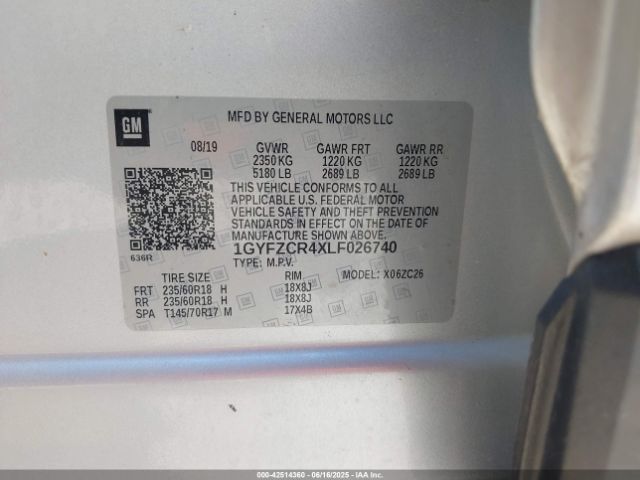 GM
MFD BY GENERAL MOTORS LLC
08/19 GVWR GAWR FRT GAWR RR
2350 KG 1220 KG 1220 KG
5180 LB 2689 LB 2689 LB
THIS VEHICLE CONFORMS TO ALL
APPLICABLE U.S. FEDERAL MOTOR
VEHICLE SAFETY AND THEFT PREVENTION
STANDARDS IN EFFECT ON THE DATE OF
MANUFACTURE SHOWN ABOVE.
636R 1GYFZCR4XLF026740
TYPE: M.P.V.
TIRE SIZE RIM MODEL: X06ZC26
FRT 235/60R18 H 18X8J
RR 235/60R18 H 18X8J
SPA T145/70R17 M 17X4B
000-42514360 - 06/16/2025 - IAA Inc.